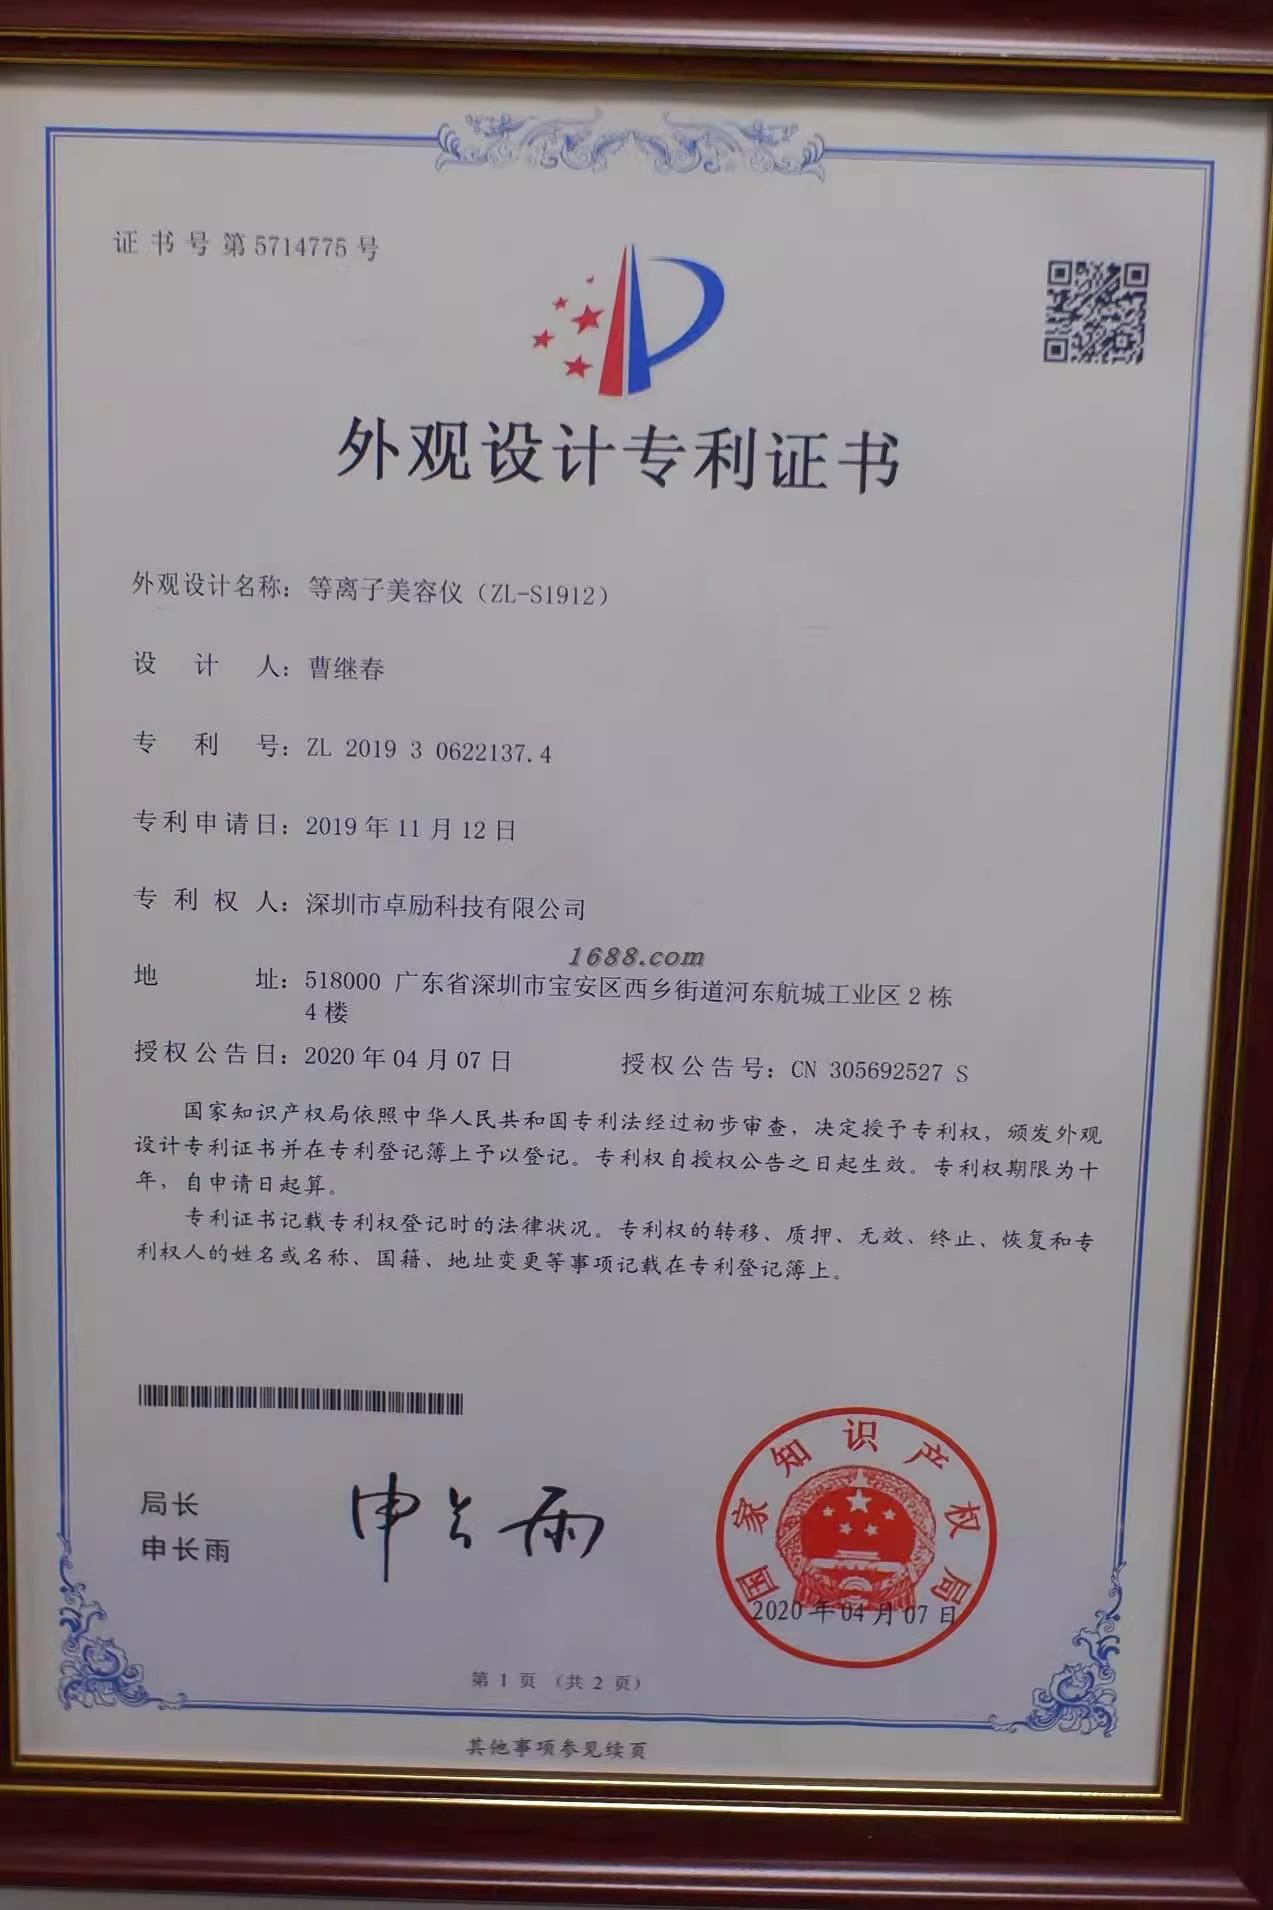 证书号第5714775号
外观设计专利证书
外观设计名称：等离子美容仪（ZL-S1912）
设计人：曹继春
专利号：ZL 2019 3 0622137.4
专利申请日：2019年11月12日
专利权人：深圳市卓励科技有限公司
1688.com
地址：518000 广东省深圳市宝安区西乡街道河东航城工业区2栋
4楼
授权公告日：2020年04月07日 授权公告号：CN 305692527 S
国家知识产权局依照中华人民共和国专利法经过初步审查，决定授予专利权，颁发外观
设计专利证书并在专利登记簿上予以登记。专利权自授权公告之日起生效。专利权期限为十
年，自申请日起算。
专利证书记载专利权登记时的法律状况。专利权的转移、质押、无效、终止、恢复和专
利权人的姓名或名称、国籍、地址变更等事项记载在专利登记簿上。
局长
申长雨
申长雨
国家知识产权局
2020年04月07日
第 1 页 （共 2 页）
其他事项参见续页